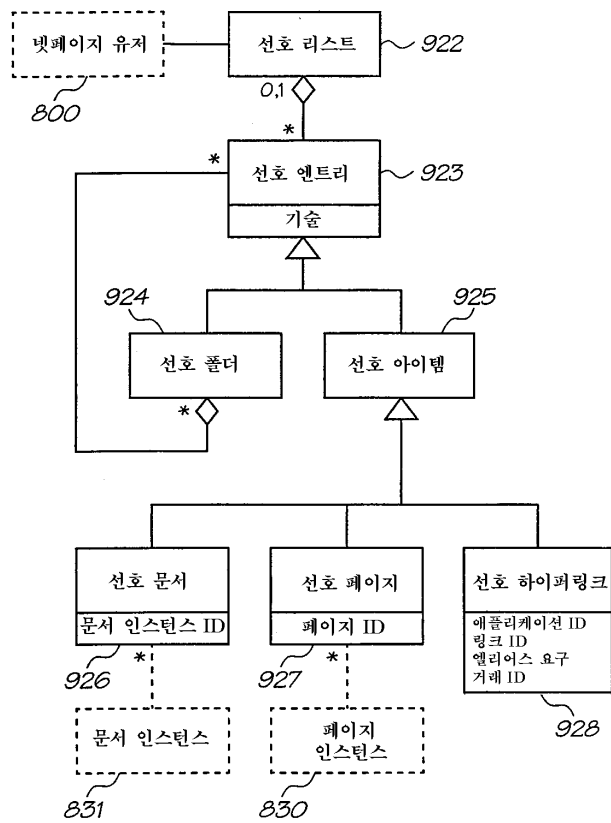 넷페이지 유저
800
선호 리스트
922
0,1
*
*
선호 엔트리
923
기술
924
925
선호 폴더
선호 아이템
*
선호 문서
선호 페이지
선호 하이퍼링크
문서 인스턴스 ID
페이지 ID
애플리케이션 ID
링크 ID
엘리어스 요구
거래 ID
926
*
927
*
928
문서 인스턴스
페이지
인스턴스
831
830